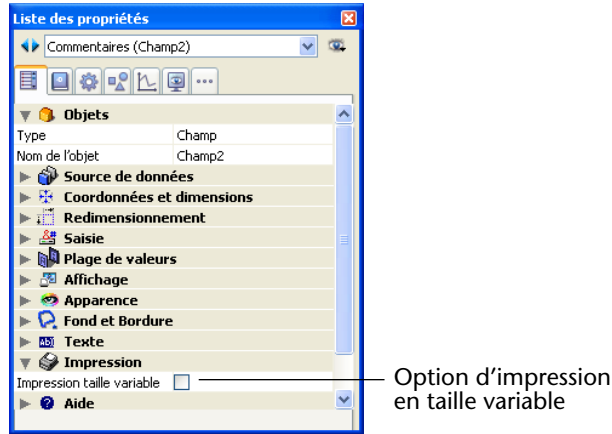 Liste des propriétés
Commentaires (Champ2)
Objets
Type Champ
Nom de l'objet Champ2
Source de données
Coordonnées et dimensions
Redimensionnement
Saisie
Plage de valeurs
Affichage
Apparence
Fond et Bordure
Texte
Impression
Impression taille variable
Aide
Option d'impression
en taille variable